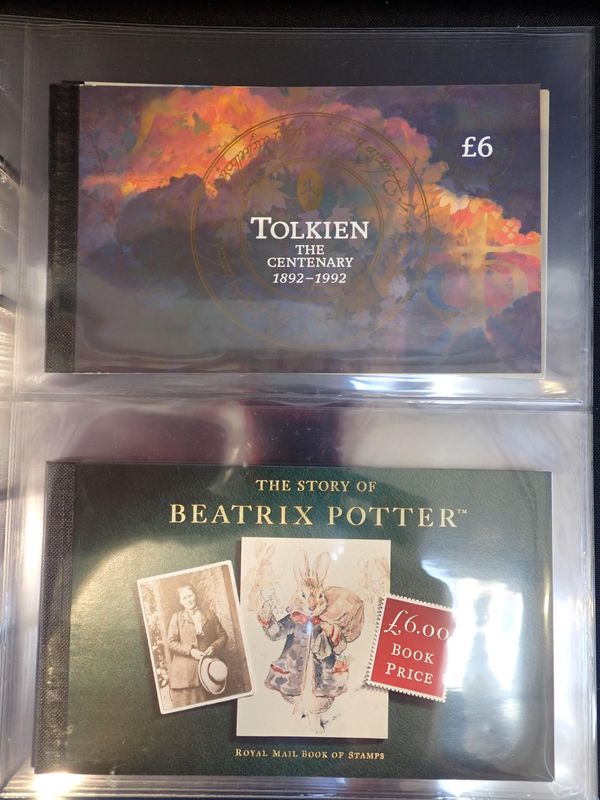 £6
TOLKIEN
THE
CENTENARY
1892–1992
THE STORY OF
BEATRIX POTTER™
£6.00
BOOK
PRICE
ROYAL MAIL BOOK OF STAMPS